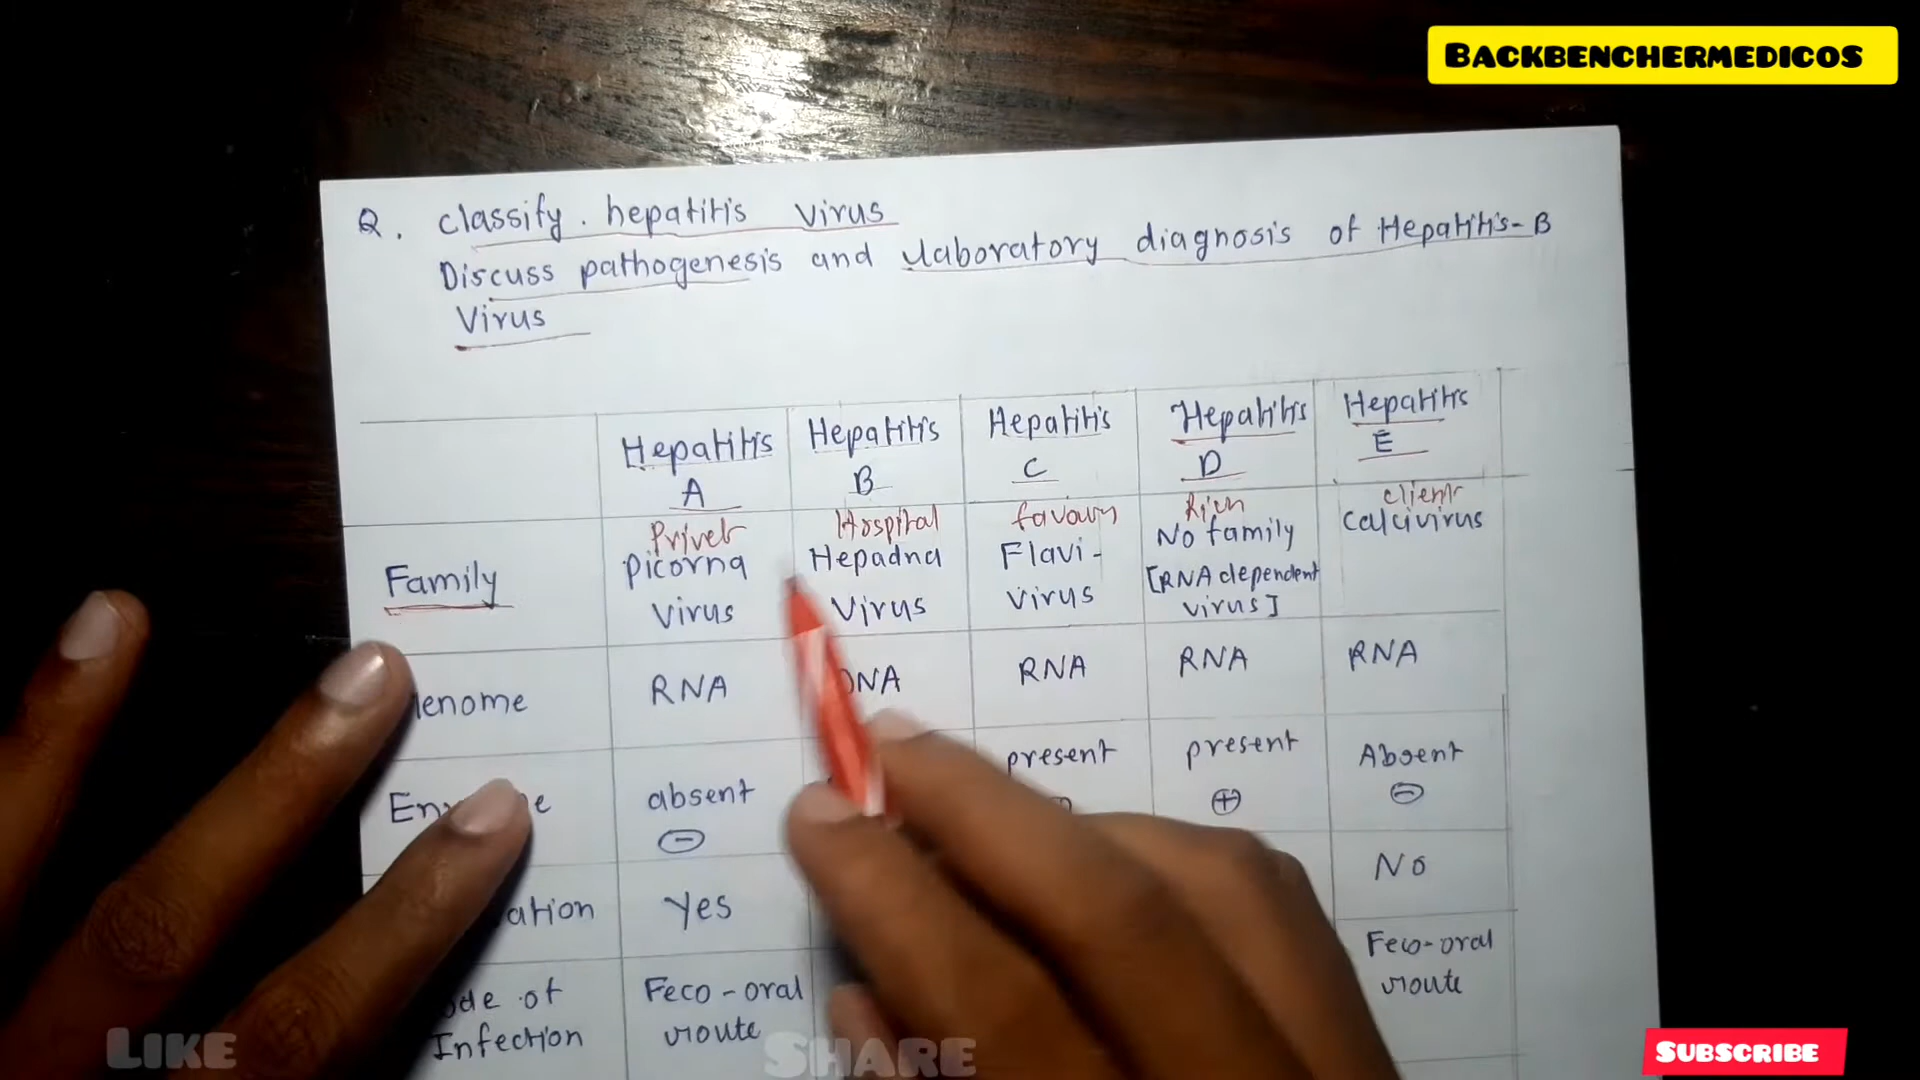 BACKBENCHERMEDICOS
Q. Classify. hepatitis virus
Discuss pathogenesis and laboratory diagnosis of Hepatitis-B
Virus
Hepatitis A Hepatitis B Hepatitis C Hepatitis D Hepatitis E
Privet Hospital favours Rich client
Family Picorna virus Hepadna Virus Flavi-virus No family [RNA dependent virus] Calcivirus
RNA DNA RNA RNA RNA
absent present present Absent
⊖ ⊕ ⊖
Yes No
Infection Feco-oral route Feco-oral route
LIKE
SHARE
SUBSCRIBE